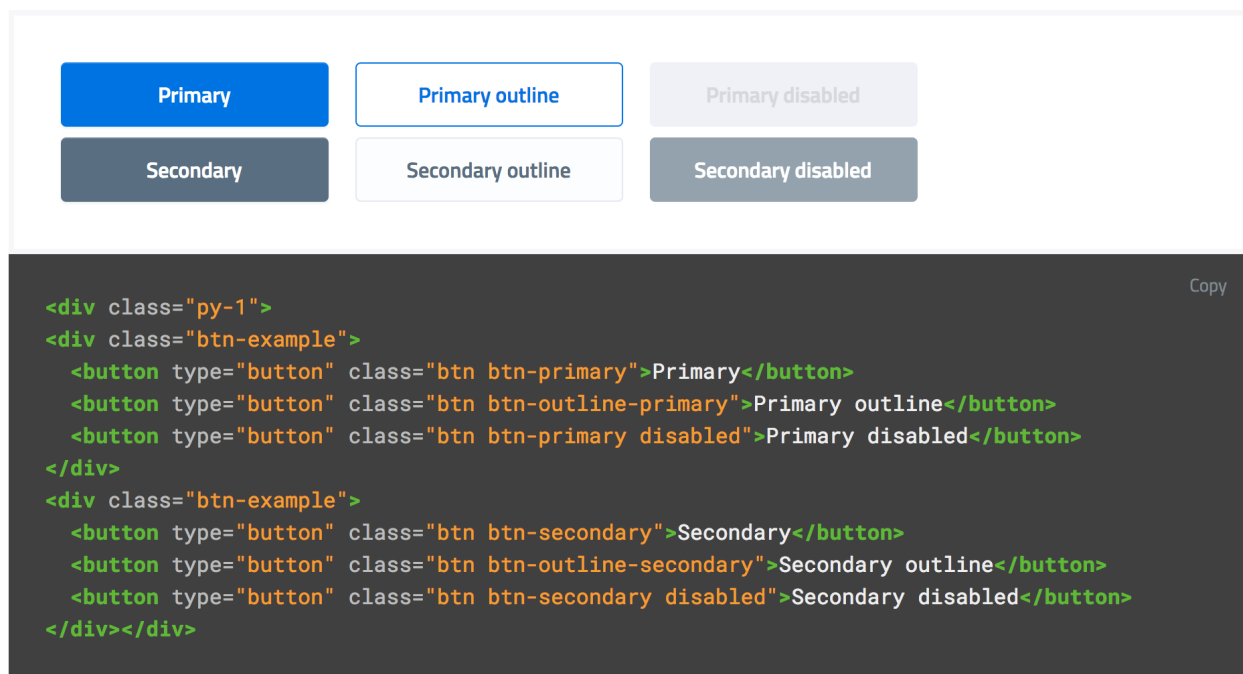 Primary
Primary outline
Primary disabled
Secondary
Secondary outline
Secondary disabled
Copy
<div class="py-1">
<div class="btn-example">
  <button type="button" class="btn btn-primary">Primary</button>
  <button type="button" class="btn btn-outline-primary">Primary outline</button>
  <button type="button" class="btn btn-primary disabled">Primary disabled</button>
</div>
<div class="btn-example">
  <button type="button" class="btn btn-secondary">Secondary</button>
  <button type="button" class="btn btn-outline-secondary">Secondary outline</button>
  <button type="button" class="btn btn-secondary disabled">Secondary disabled</button>
</div></div>